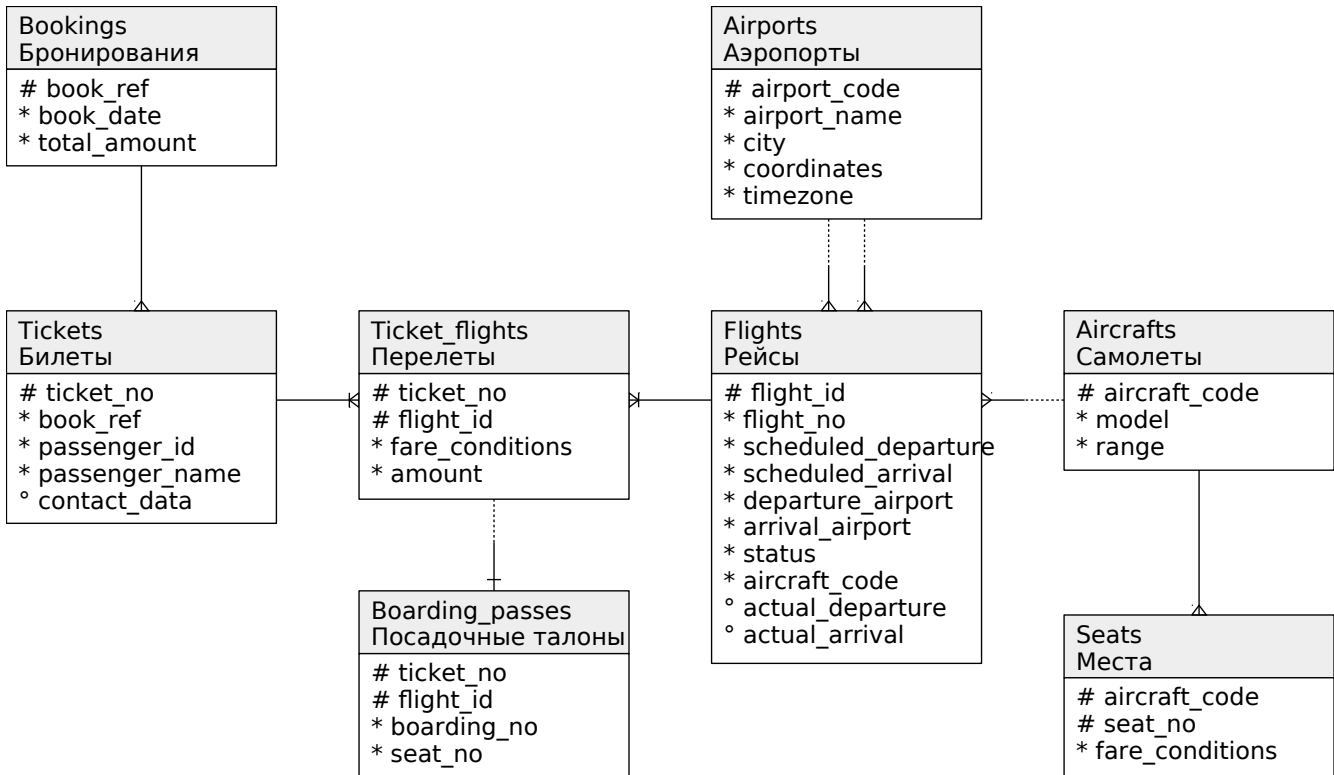 Bookings
Бронирования
# book_ref
* book_date
* total_amount
Airports
Аэропорты
# airport_code
* airport_name
* city
* coordinates
* timezone
Tickets
Билеты
# ticket_no
* book_ref
* passenger_id
* passenger_name
° contact_data
Ticket_flights
Перелеты
# ticket_no
# flight_id
* fare_conditions
* amount
Flights
Рейсы
# flight_id
* flight_no
* scheduled_departure
* scheduled_arrival
* departure_airport
* arrival_airport
* status
* aircraft_code
° actual_departure
° actual_arrival
Aircrafts
Самолеты
# aircraft_code
* model
* range
Boarding_passes
Посадочные талоны
# ticket_no
# flight_id
* boarding_no
* seat_no
Seats
Места
# aircraft_code
# seat_no
* fare_conditions